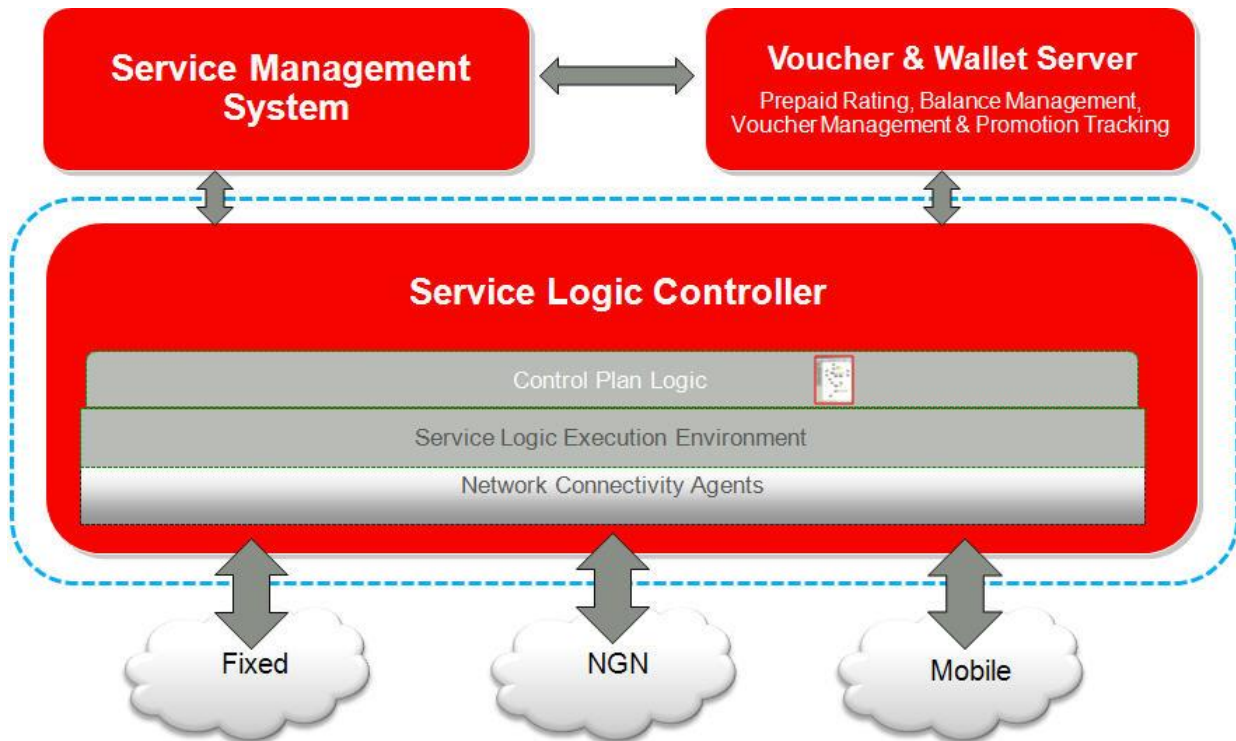 Service Management
System
Voucher & Wallet Server
Prepaid Rating, Balance Management,
Voucher Management & Promotion Tracking
Service Logic Controller
Control Plan Logic
Service Logic Execution Environment
Network Connectivity Agents
Fixed
NGN
Mobile